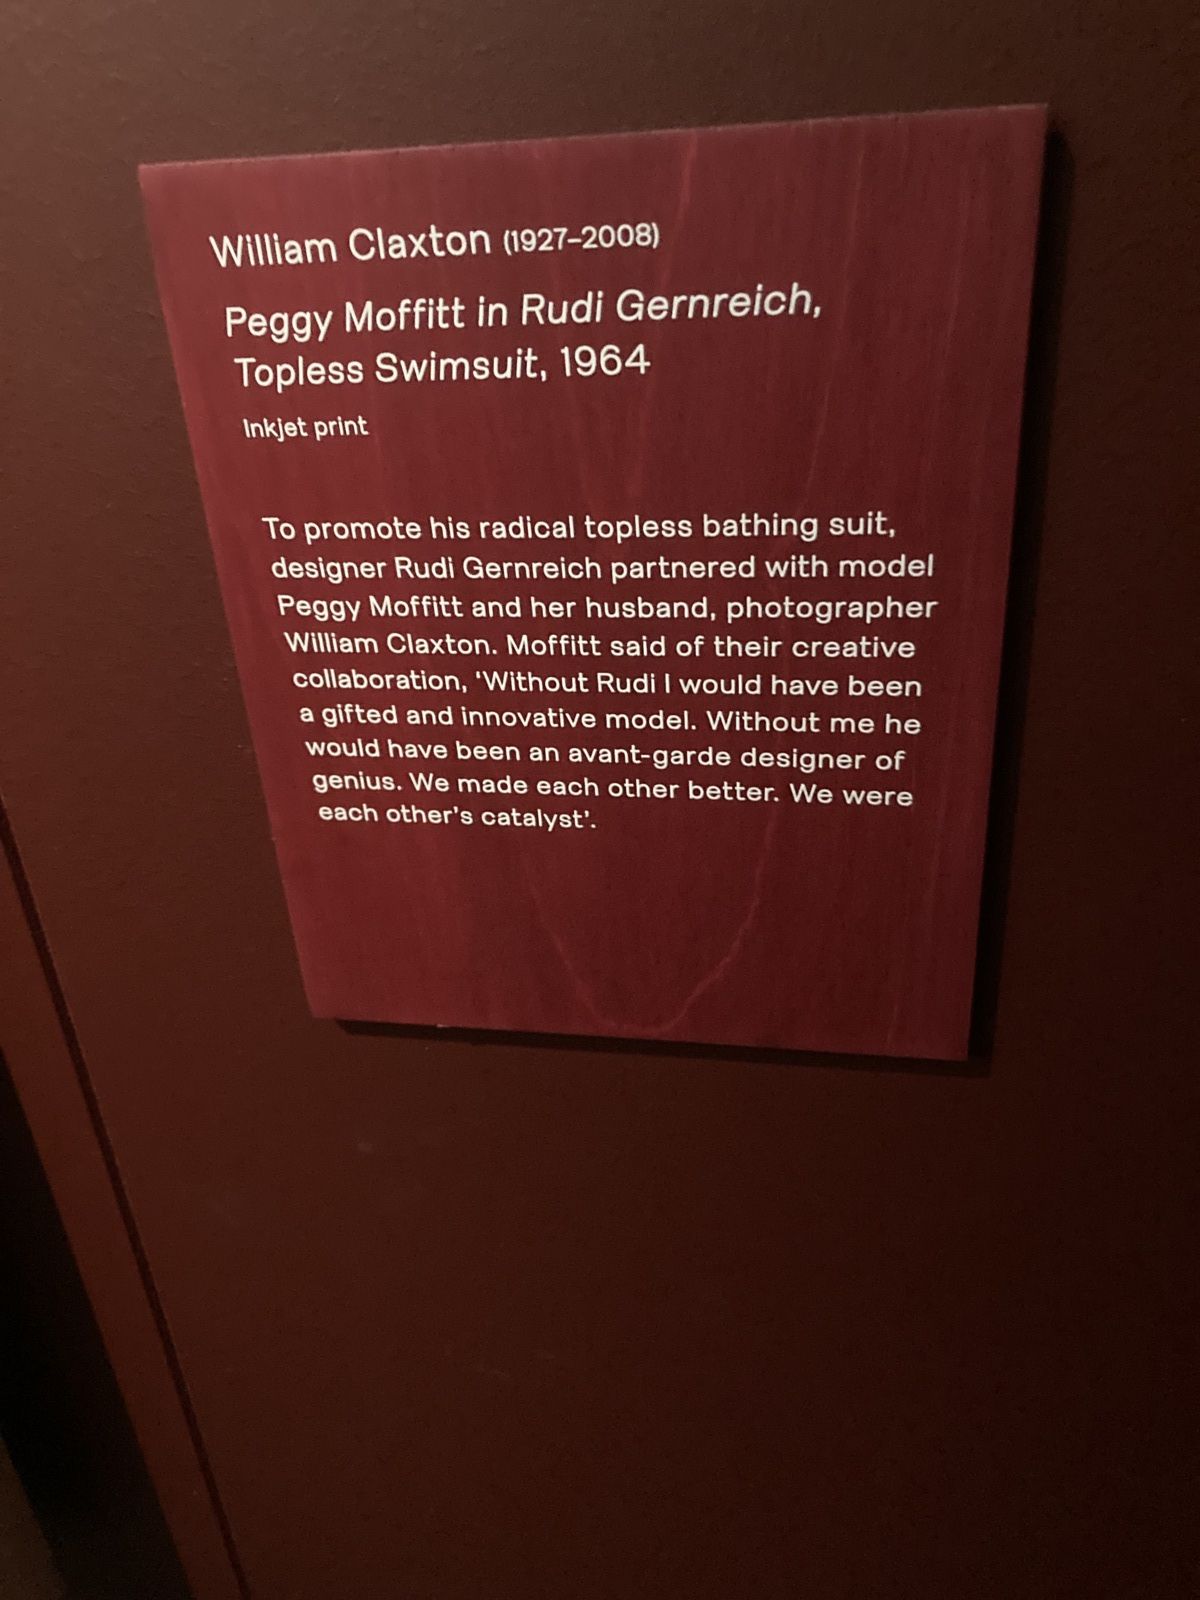 William Claxton (1927–2008)
Peggy Moffitt in Rudi Gernreich,
Topless Swimsuit, 1964
Inkjet print
To promote his radical topless bathing suit,
designer Rudi Gernreich partnered with model
Peggy Moffitt and her husband, photographer
William Claxton. Moffitt said of their creative
collaboration, ‘Without Rudi I would have been
a gifted and innovative model. Without me he
would have been an avant-garde designer of
genius. We made each other better. We were
each other’s catalyst’.